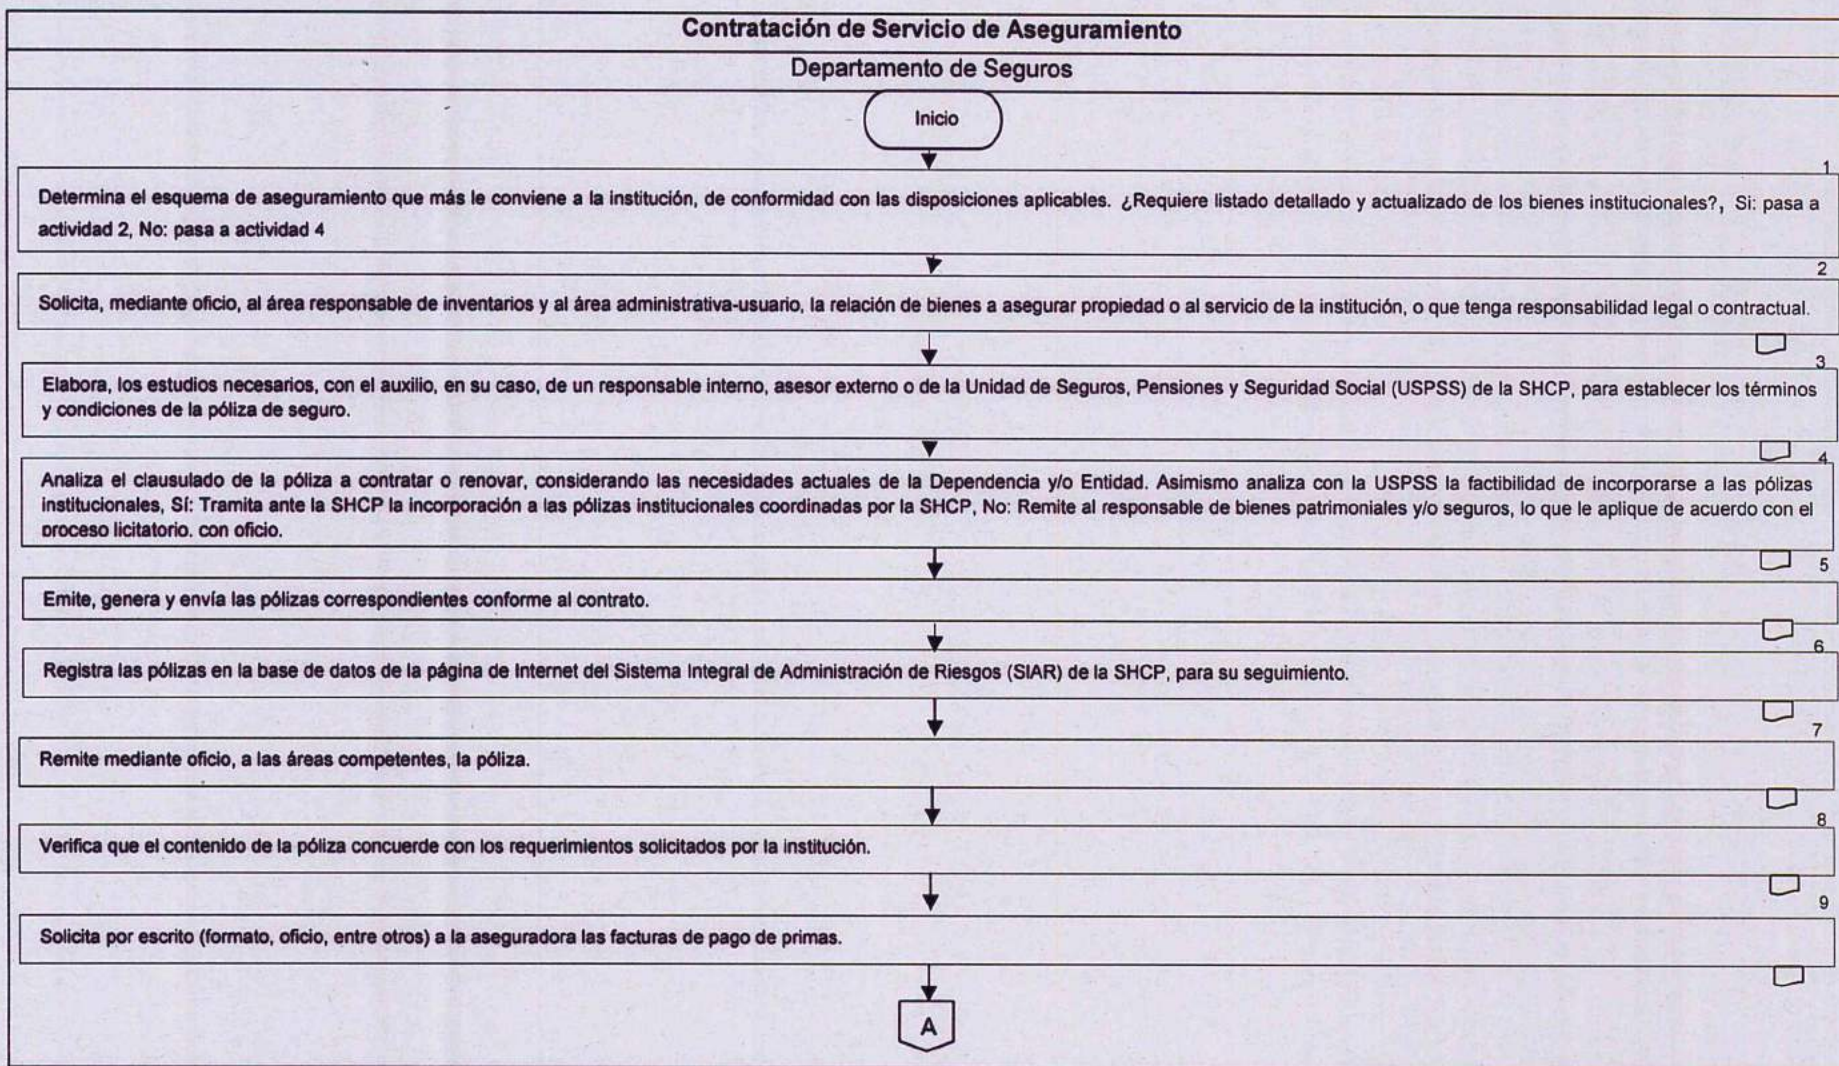 Contratación de Servicio de Aseguramiento
Departamento de Seguros
Inicio
1
Determina el esquema de aseguramiento que más le conviene a la institución, de conformidad con las disposiciones aplicables. ¿Requiere listado detallado y actualizado de los bienes institucionales?, Si: pasa a
actividad 2, No: pasa a actividad 4
2
Solicita, mediante oficio, al área responsable de inventarios y al área administrativa-usuario, la relación de bienes a asegurar propiedad o al servicio de la institución, o que tenga responsabilidad legal o contractual.
3
Elabora, los estudios necesarios, con el auxilio, en su caso, de un responsable interno, asesor externo o de la Unidad de Seguros, Pensiones y Seguridad Social (USPSS) de la SHCP, para establecer los términos
y condiciones de la póliza de seguro.
4
Analiza el clausulado de la póliza a contratar o renovar, considerando las necesidades actuales de la Dependencia y/o Entidad. Asimismo analiza con la USPSS la factibilidad de incorporarse a las pólizas
institucionales, Sí: Tramita ante la SHCP la incorporación a las pólizas institucionales coordinadas por la SHCP, No: Remite al responsable de bienes patrimoniales y/o seguros, lo que le aplique de acuerdo con el
proceso licitatorio. con oficio.
5
Emite, genera y envía las pólizas correspondientes conforme al contrato.
6
Registra las pólizas en la base de datos de la página de Internet del Sistema Integral de Administración de Riesgos (SIAR) de la SHCP, para su seguimiento.
7
Remite mediante oficio, a las áreas competentes, la póliza.
8
Verifica que el contenido de la póliza concuerde con los requerimientos solicitados por la institución.
9
Solicita por escrito (formato, oficio, entre otros) a la aseguradora las facturas de pago de primas.
A